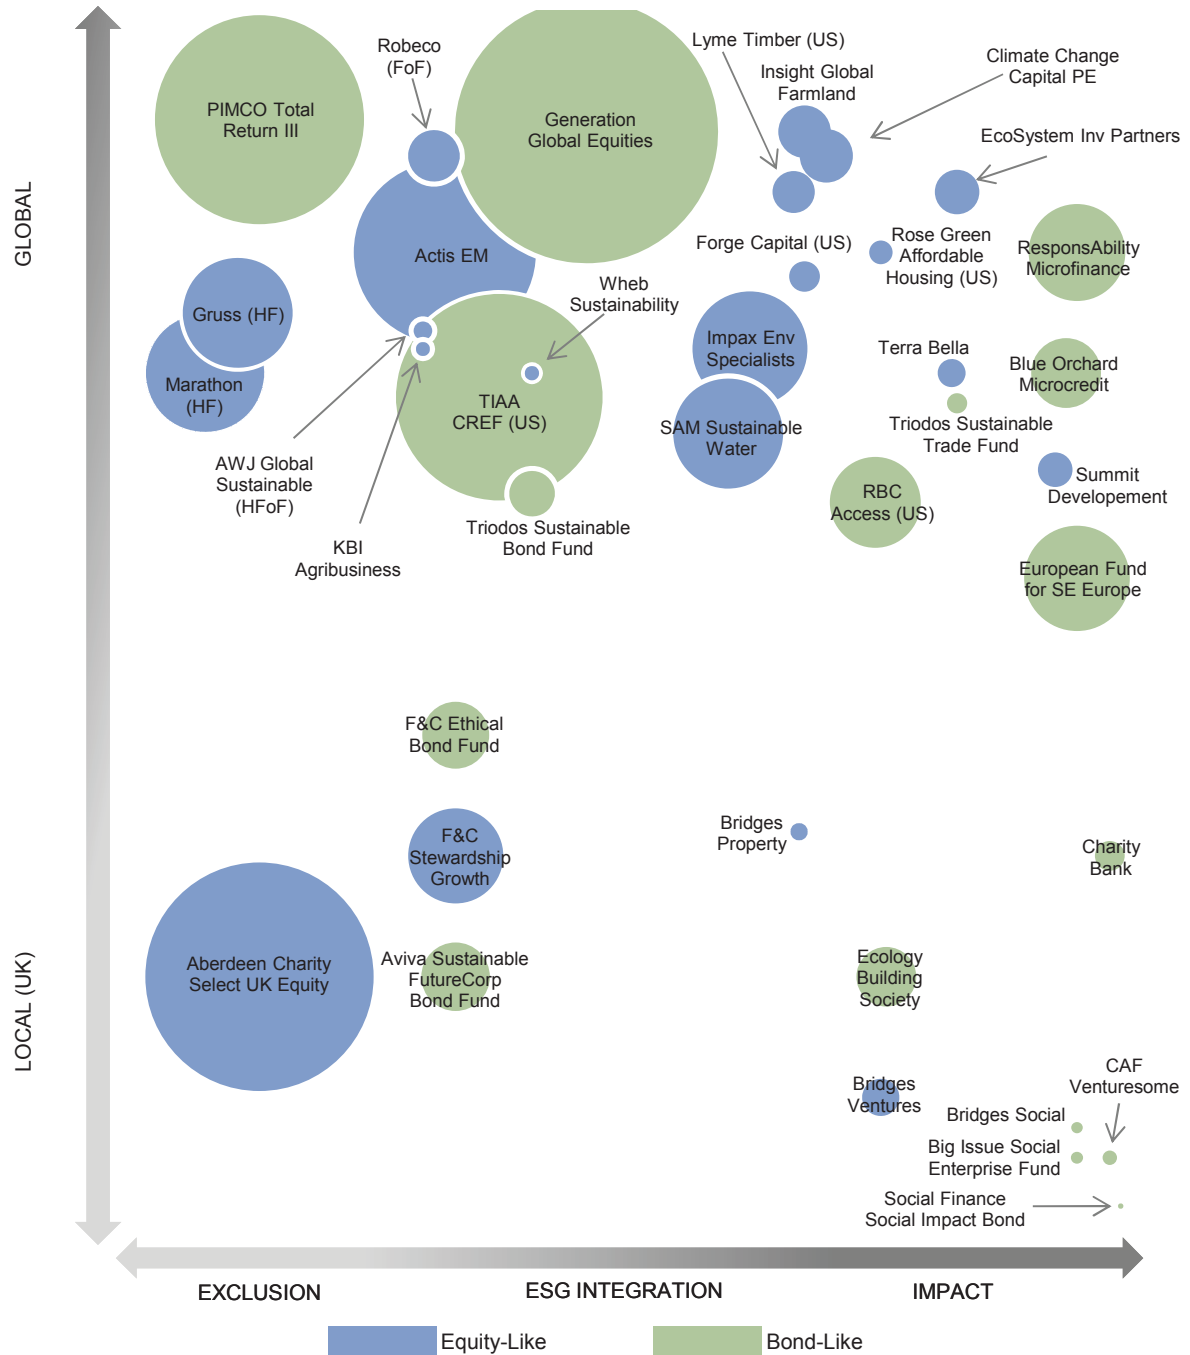 Robeco
(FoF)
Lyme Timber (US)
Insight Global
Farmland
Climate Change
Capital PE
PIMCO Total
Return III
Generation
Global Equities
EcoSystem Inv Partners
GLOBAL
Actis EM
Forge Capital (US)
Rose Green
Affordable
Housing (US)
ResponsAbility
Microfinance
Wheb
Sustainability
Gruss (HF)
Impax Env
Specialists
Terra Bella
Blue Orchard
Microcredit
Marathon
(HF)
TIAA
CREF (US)
SAM Sustainable
Water
Triodos Sustainable
Trade Fund
AWJ Global
Sustainable
(HFoF)
Summit
Developement
RBC
Access (US)
Triodos Sustainable
Bond Fund
KBI
Agribusiness
European Fund
for SE Europe
F&C Ethical
Bond Fund
F&C
Stewardship
Growth
Bridges
Property
Charity
Bank
Aberdeen Charity
Select UK Equity
Aviva Sustainable
FutureCorp
Bond Fund
Ecology
Building
Society
LOCAL (UK)
Bridges
Ventures
CAF
Venturesome
Bridges Social
Big Issue Social
Enterprise Fund
Social Finance
Social Impact Bond
EXCLUSION
ESG INTEGRATION
IMPACT
Equity-Like
Bond-Like